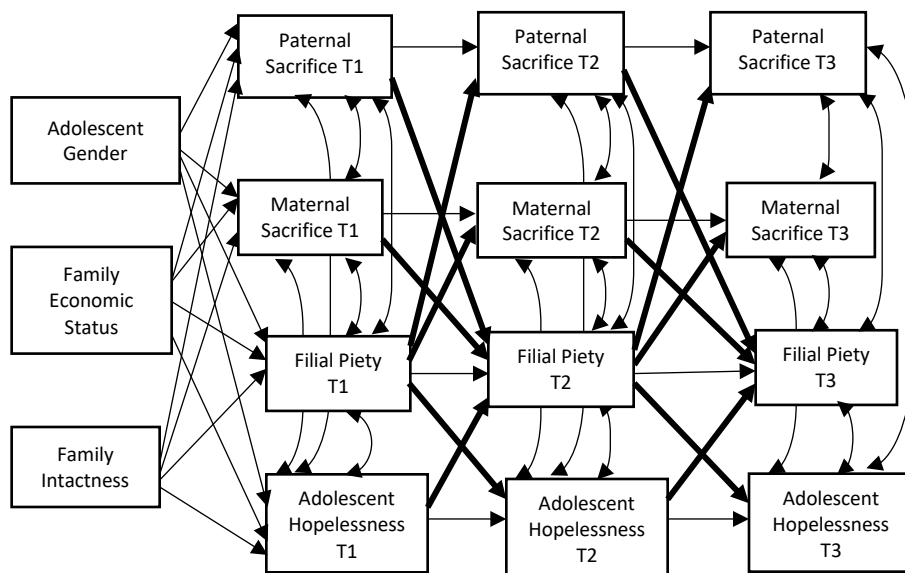 Paternal
Sacrifice T1
Paternal
Sacrifice
T2
Paternal
Sacrifice T3
Adolescent
Gender
Maternal
Sacrifice T1
Maternal
Sacrifice T2
Maternal
Sacrifice T3
Family
Economic
Status
Filial Piety
T1
Filial Piety
T2
Filial Piety
T3
Family
Intactness
Adolescent
Hopelessness
T1
Adolescent
Hopelessness
T2
Adolescent
Hopelessness
T3